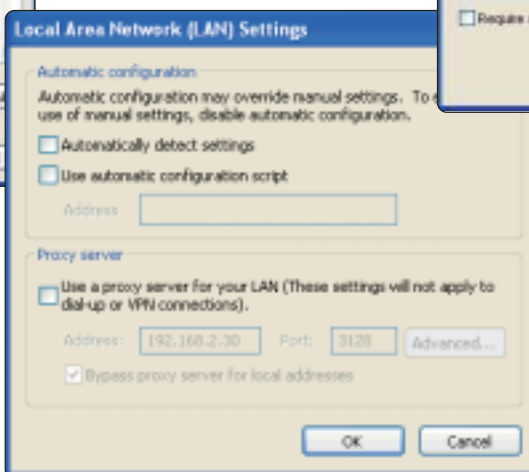 Require
Local Area Network (LAN) Settings
Automatic configuration
Automatic configuration may override manual settings. To
use of manual settings, disable automatic configuration.
Automatically detect settings
Use automatic configuration script
Address
Proxy server
Use a proxy server for your LAN (These settings will not apply to
dial-up or VPN connections).
Address: 192.168.2.30 Port: 3128 Advanced...
Bypass proxy server for local addresses
OK Cancel